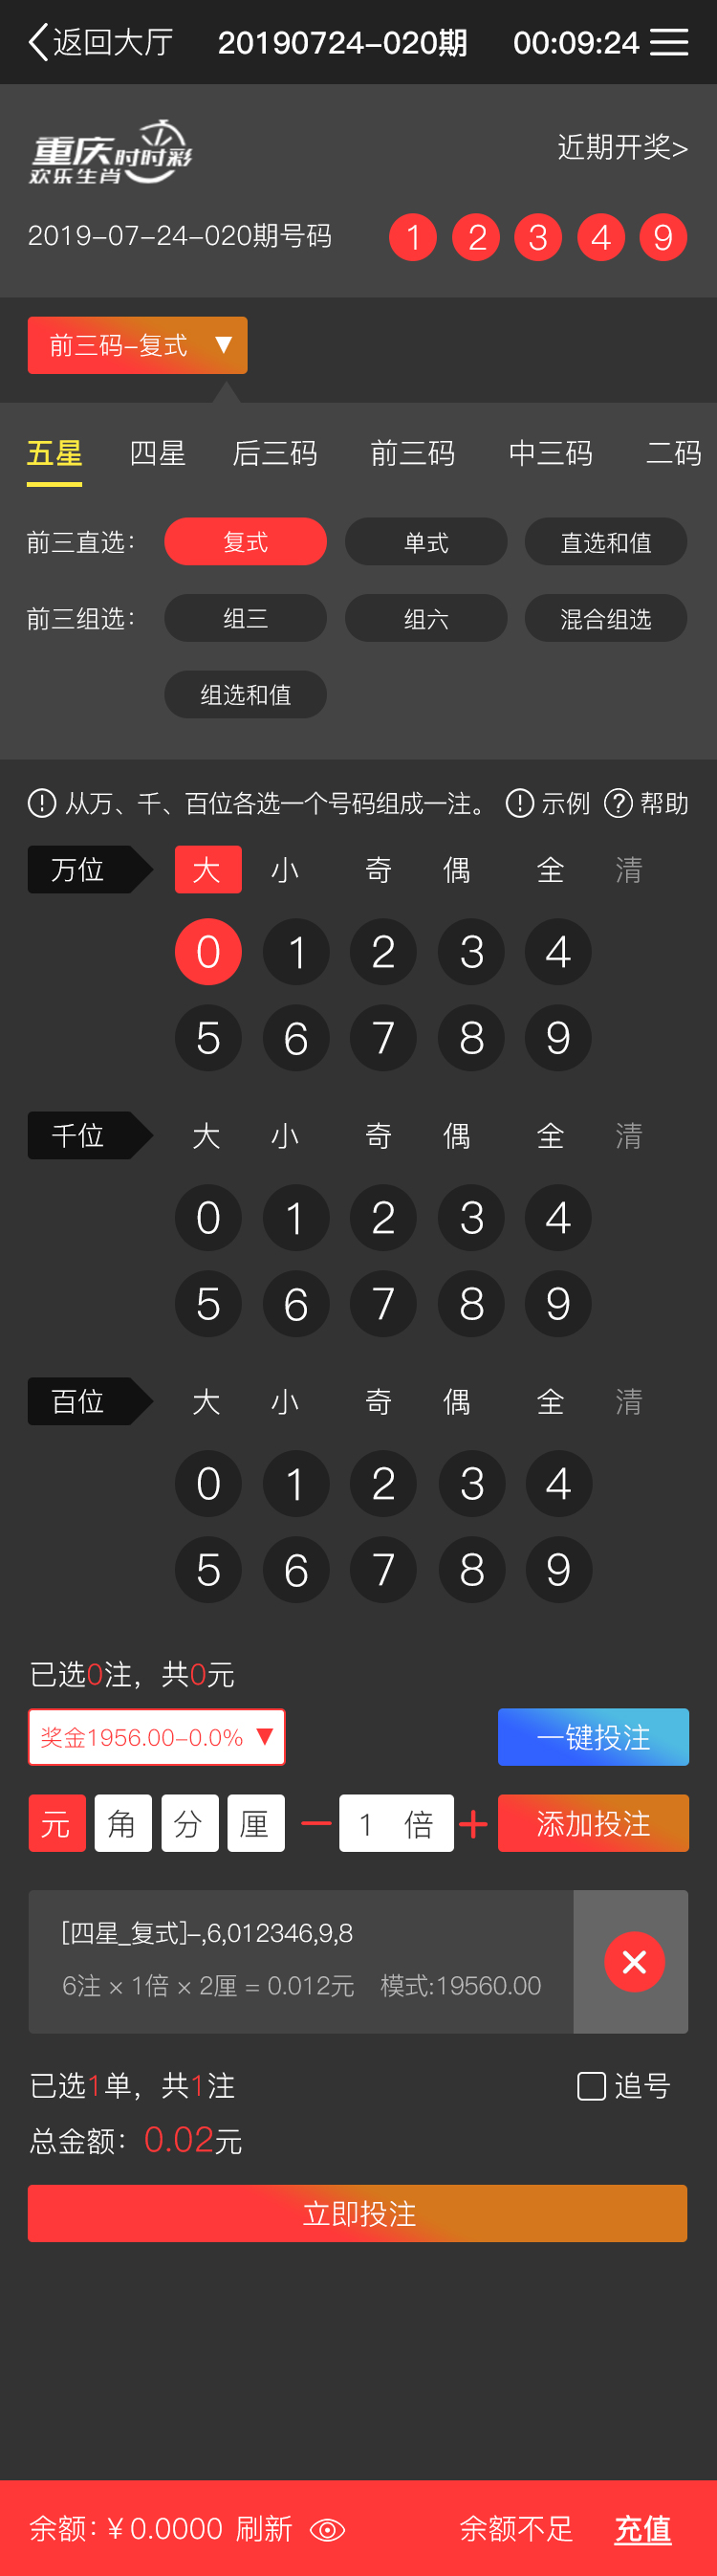 返回大厅 20190724-020期 00:09:24
重庆时时彩
欢乐生肖
近期开奖>
2019-07-24-020期号码 1 2 3 4 9
前三码-复式 ▼
五星 四星 后三码 前三码 中三码 二码
前三直选: 复式 单式 直选和值
前三组选: 组三 组六 混合组选
组选和值
从万、千、百位各选一个号码组成一注。 示例 帮助
万位 大 小 奇 偶 全 清
0 1 2 3 4
5 6 7 8 9
千位 大 小 奇 偶 全 清
0 1 2 3 4
5 6 7 8 9
百位 大 小 奇 偶 全 清
0 1 2 3 4
5 6 7 8 9
已选0注，共0元
奖金1956.00-0.0% ▼ 一键投注
元 角 分 厘 — 1 倍 + 添加投注
[四星_复式]-,6,012346,9,8
6注 × 1倍 × 2厘 = 0.012元 模式:19560.00
已选1单，共1注 追号
总金额：0.02元
立即投注
余额:￥0.0000 刷新 余额不足 充值